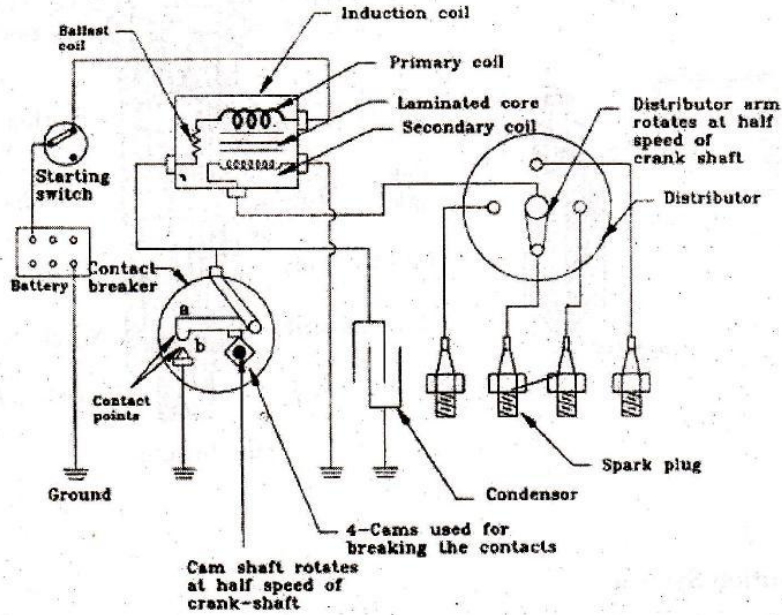 Induction coil
Ballast
coil
Primary coil
Laminated core
Secondary coil
Distributor arm
rotates at half
speed of
crank shaft
Distributor
Starting
switch
Battery
Contact
breaker
a
b
Contact
points
Ground
Spark plug
Condensor
4-Cams used for
breaking the contacts
Cam shaft rotates
at half speed of
crank-shaft